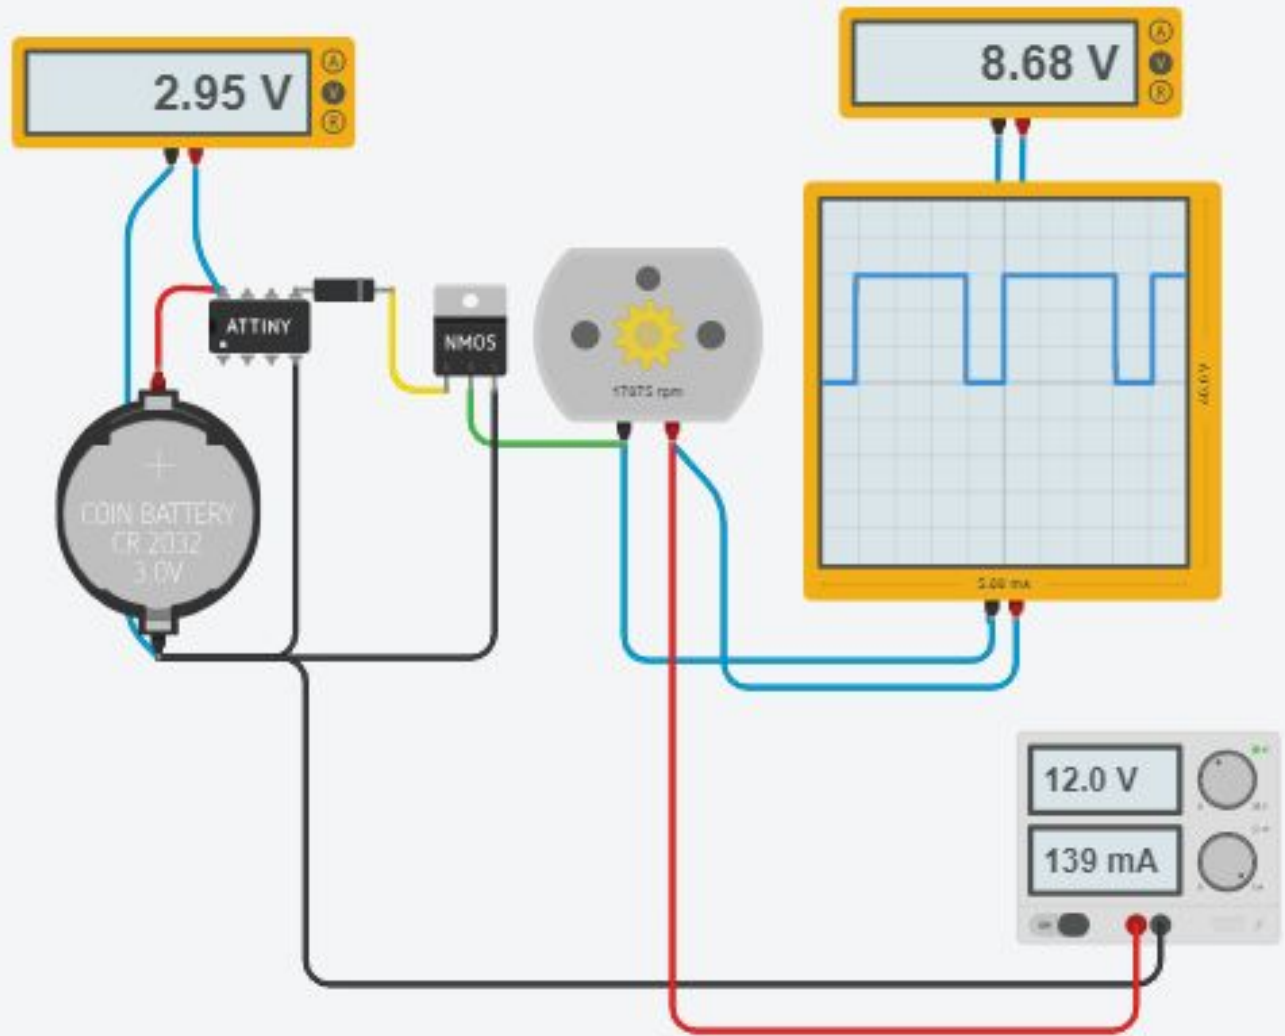 2.95 V
A
V
R
8.68 V
A
V
R
ATTINY
NMOS
COIN BATTERY
CR 2032
3.0V
12.0 V
139 mA